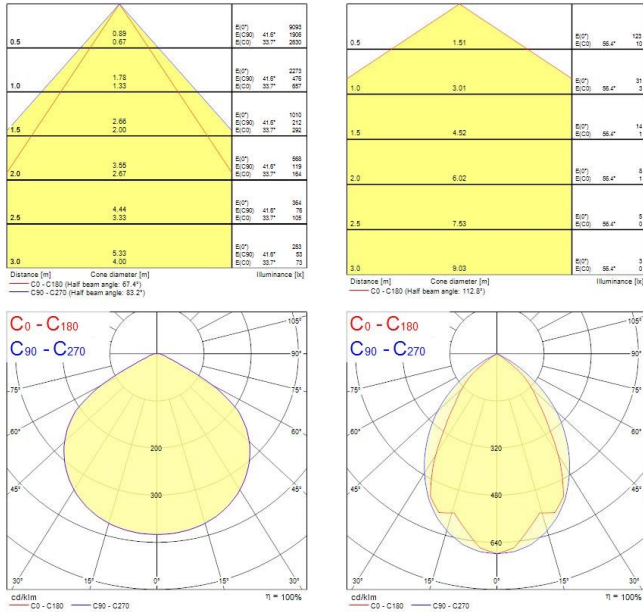 E(0°) 9093
0.89 E(C90) 41.6° 1906
0.5 0.67 E(C0) 33.7° 2630
E(0°) 2273
1.78 E(C90) 41.6° 476
1.0 1.33 E(C0) 33.7° 657
E(0°) 1010
2.66 E(C90) 41.6° 212
1.5 2.00 E(C0) 33.7° 292
E(0°) 568
3.55 E(C90) 41.6° 119
2.0 2.67 E(C0) 33.7° 164
E(0°) 364
4.44 E(C90) 41.6° 76
2.5 3.33 E(C0) 33.7° 105
E(0°) 253
5.33 E(C90) 41.6° 53
3.0 4.00 E(C0) 33.7° 73
Distance [m] Cone diameter [m] Illuminance [lx]
C0 - C180 (Half beam angle: 67.4°)
C90 - C270 (Half beam angle: 83.2°)
E(0°) 123
0.5 1.51 E(C0) 56.4° 10
E(0°) 31
1.0 3.01 E(C0) 56.4° 3
E(0°) 14
1.5 4.52 E(C0) 56.4° 1
E(0°) 8
2.0 6.02 E(C0) 56.4° 1
E(0°) 5
2.5 7.53 E(C0) 56.4° 0
E(0°) 3
3.0 9.03 E(C0) 56.4° 0
Distance [m] Cone diameter [m] Illuminance [lx]
C0 - C180 (Half beam angle: 112.8°)
C0 - C180
C90 - C270
105°
90°
75° 75°
60° 60°
45° 45°
200
300
30° 15° 0° 15° 30°
cd/klm η = 100%
C0 - C180 C90 - C270
C0 - C180
C90 - C270
105°
90°
75° 75°
60° 60°
45° 45°
320
480
640
30° 15° 0° 15° 30°
cd/klm η = 100%
C0 - C180 C90 - C270